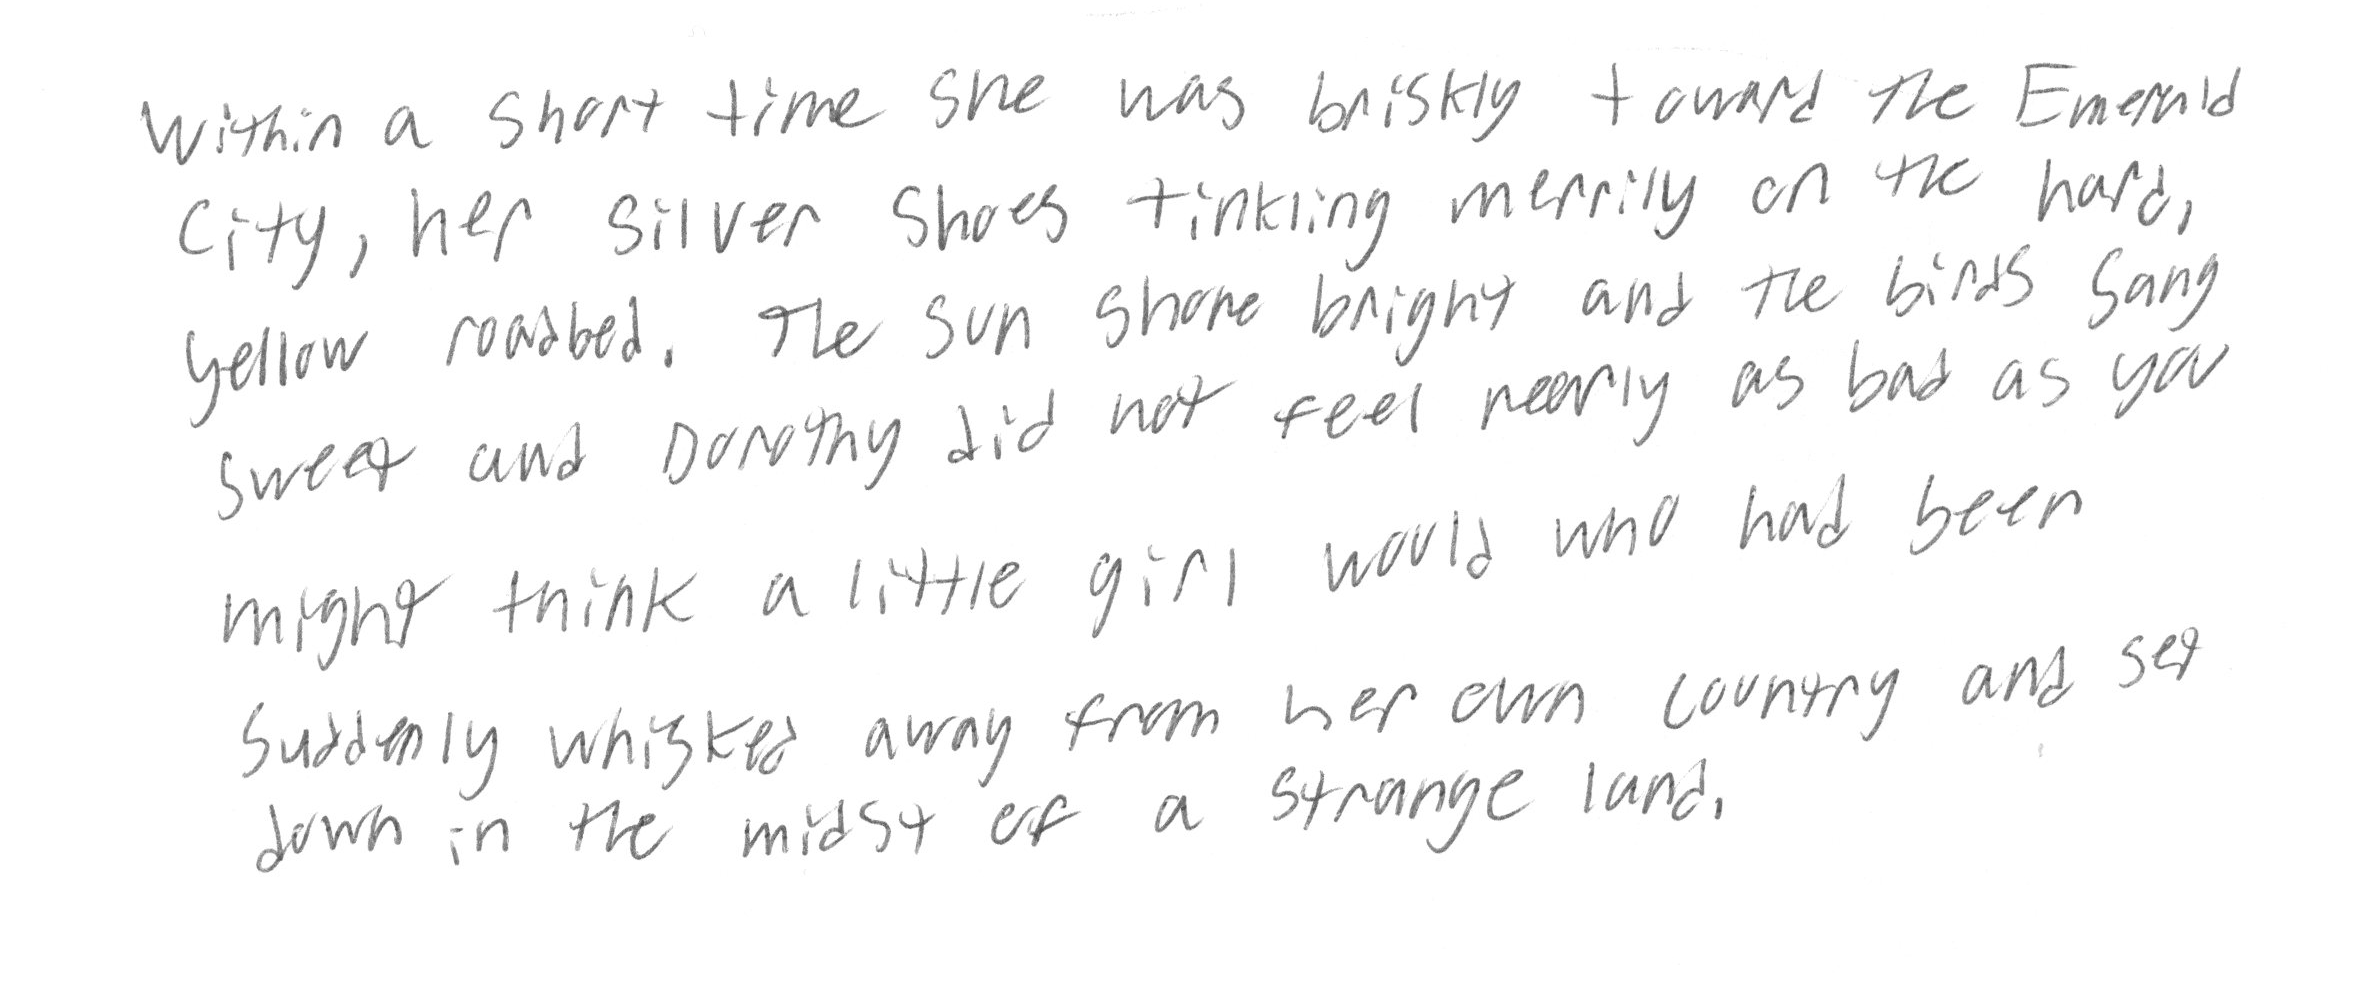 Within a short time she was briskly toward the Emerald
City, her silver shoes tinkling merrily on the hard,
yellow roadbed. The sun shone bright and the birds sang
sweet and Dorothy did not feel nearly as bad as you
might think a little girl would who had been
suddenly whisked away from her own country and set
down in the midst of a strange land.